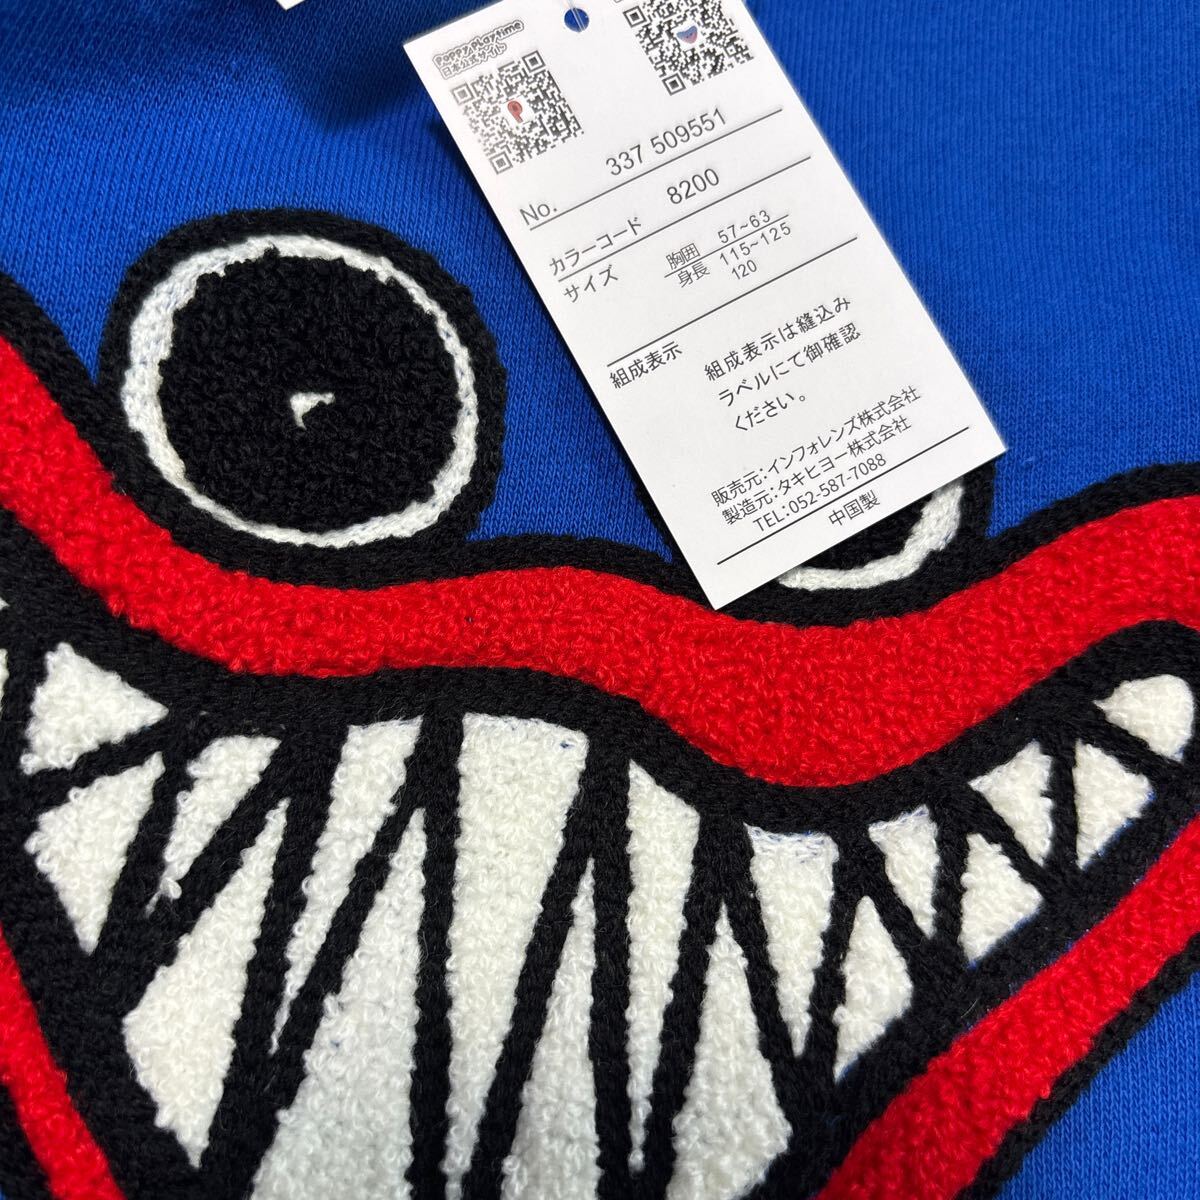 Poppy Playtime
日本公式サイト
P
No. 337 509551
カラーコード 8200
サイズ 胸囲 57~63
身長 115~125
120
組成表示 組成表示は縫込み
ラベルにて御確認
ください。
販売元:インフォレンズ株式会社
製造元:タキヒヨー株式会社
TEL:052-587-7088
中国製